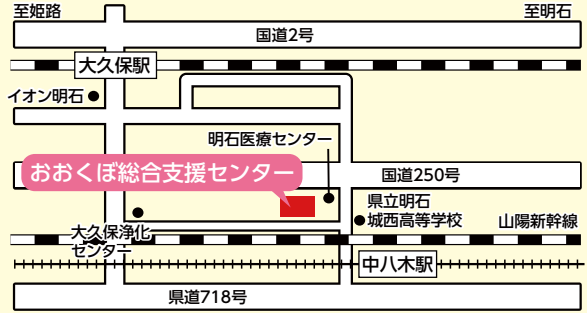 至姫路
至明石
国道2号
大久保駅
イオン明石
明石医療センター
おおくぼ総合支援センター
国道250号
県立明石
城西高等学校
山陽新幹線
大久保浄化
センター
中八木駅
県道718号